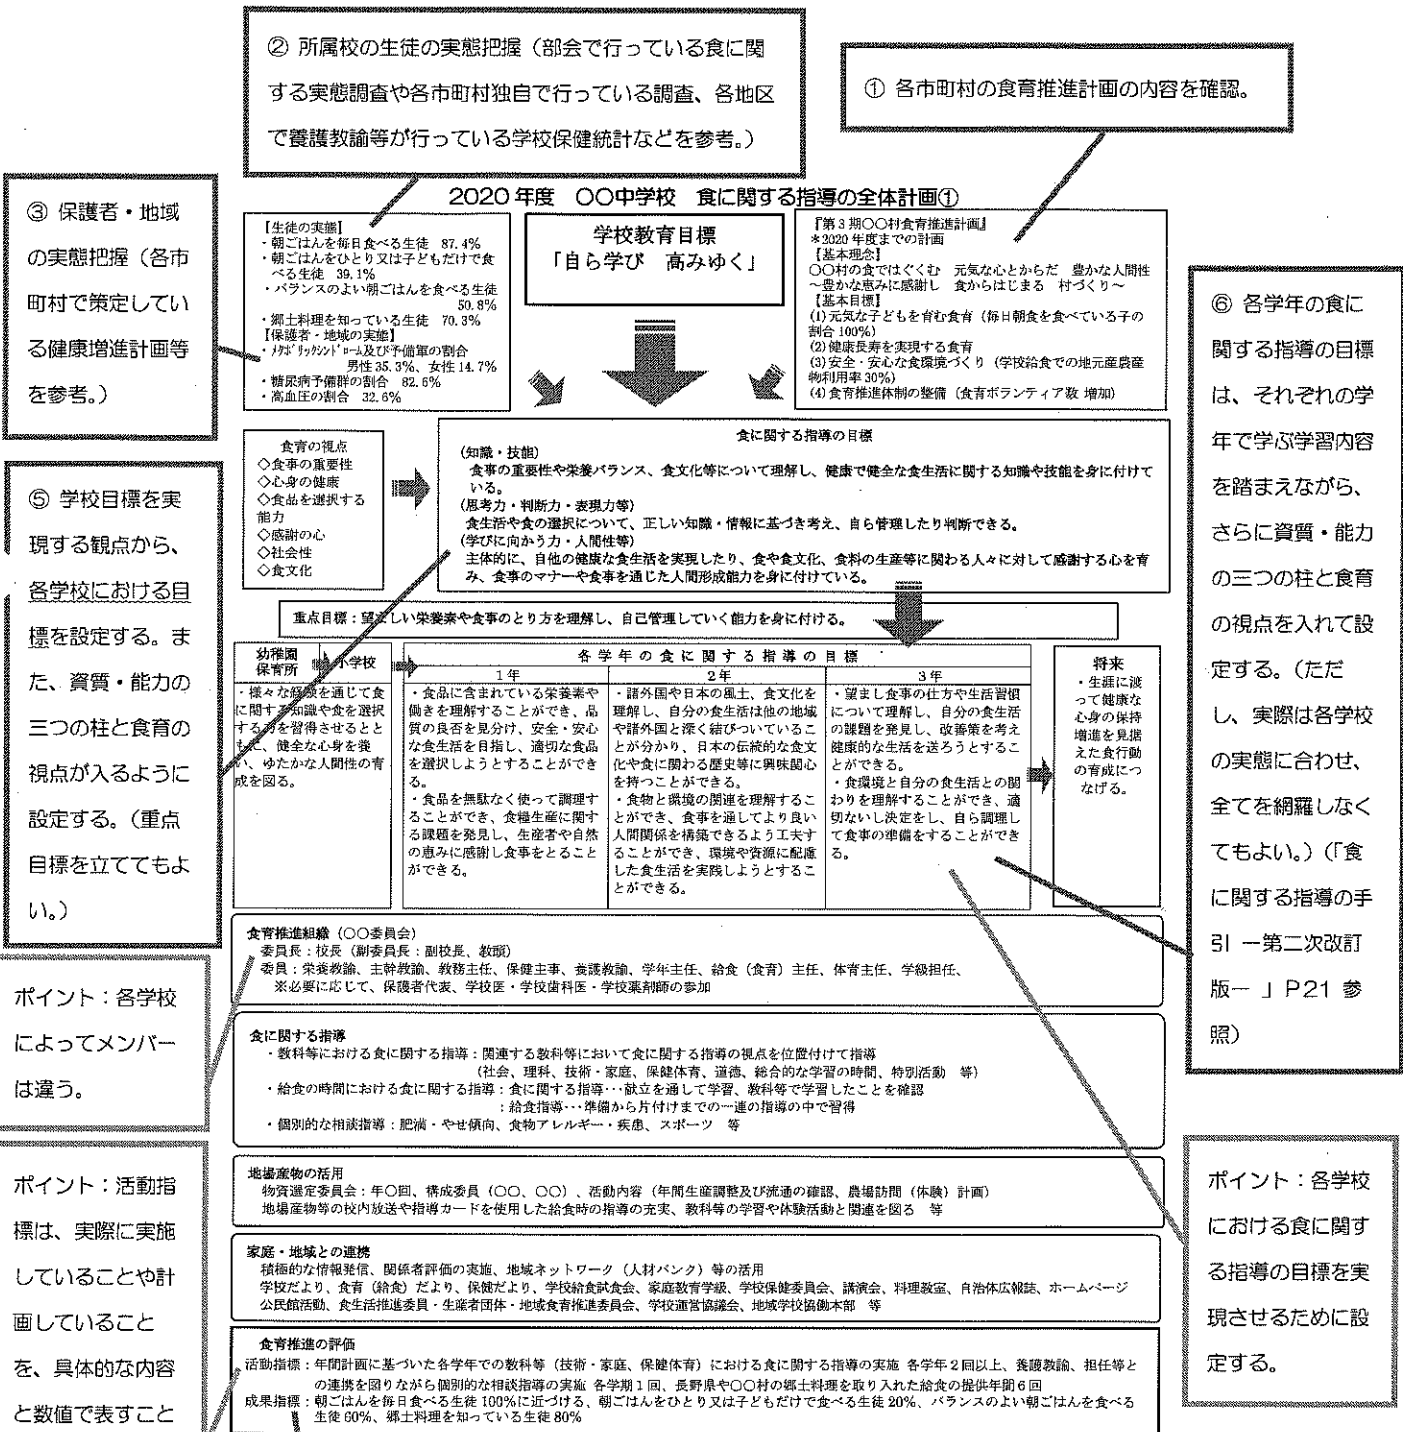 ② 所属校の生徒の実態把握（部会で行っている食に関
する実態調査や各市町村独自で行っている調査、各地区
で養護教諭等が行っている学校保健統計などを参考。）
① 各市町村の食育推進計画の内容を確認。
③ 保護者・地域
の実態把握（各市
町村で策定してい
る健康増進計画等
を参考。）
2020 年度　〇〇中学校　食に関する指導の全体計画①
【生徒の実態】
・朝ごはんを毎日食べる生徒　87.4%
・朝ごはんをひとり又は子どもだけで食
べる生徒　39.1%
・バランスのよい朝ごはんを食べる生徒
50.8%
・郷土料理を知っている生徒　70.3%
【保護者・地域の実態】
・ﾒﾀﾎﾞﾘｯｸｼﾝﾄﾞﾛｰﾑ及び予備軍の割合
男性 35.3%、女性 14.7%
・糖尿病予備群の割合　82.6%
・高血圧の割合　32.6%
学校教育目標
「自ら学び　高みゆく」
『第 3 期〇〇村食育推進計画』
＊2020 年度までの計画
【基本理念】
〇〇村の食ではぐくむ　元気な心とからだ　豊かな人間性
～豊かな恵みに感謝し　食からはじまる　村づくり～
【基本目標】
(1)元気な子どもを育む食育（毎日朝食を食べている子の
割合 100%）
(2)健康長寿を実現する食育
(3)安全・安心な食環境づくり（学校給食での地元産農産
物利用率 30%）
(4)食育推進体制の整備（食育ボランティア数 増加）
⑥ 各学年の食に
関する指導の目標
は、それぞれの学
年で学ぶ学習内容
を踏まえながら、
さらに資質・能力
の三つの柱と食育
の視点を入れて設
定する。（ただ
し、実際は各学校
の実態に合わせ、
全てを網羅しなく
てもよい。）（「食
に関する指導の手
引 ー第二次改訂
版ー 」P21 参
照）
食育の視点
◇食事の重要性
◇心身の健康
◇食品を選択する
能力
◇感謝の心
◇社会性
◇食文化
食に関する指導の目標
（知識・技能）
食事の重要性や栄養バランス、食文化等について理解し、健康で健全な食生活に関する知識や技能を身に付けて
いる。
（思考力・判断力・表現力等）
食生活や食の選択について、正しい知識・情報に基づき考え、自ら管理したり判断できる。
（学びに向かう力・人間性等）
主体的に、自他の健康な食生活を実現したり、食や食文化、食料の生産等に関わる人々に対して感謝する心を育
み、食事のマナーや食事を通じた人間形成能力を身に付けている。
⑤ 学校目標を実
現する観点から、
各学校における目
標を設定する。ま
た、資質・能力の
三つの柱と食育の
視点が入るように
設定する。（重点
目標を立ててもよ
い。）
重点目標：望ましい栄養素や食事のとり方を理解し、自己管理していく能力を身に付ける。
幼稚園
保育所
小学校
各学年の食に関する指導の目標
1年
2年
3年
・様々な経験を通じて食
に関する知識や食を選択
する力を習得させるとと
もに、健全な心身を養
い、ゆたかな人間性の育
成を図る。
・食品に含まれている栄養素や
働きを理解することができ、品
質の良否を見分け、安全・安心
な食生活を目指し、適切な食品
を選択しようとすることができ
る。
・食品を無駄なく使って調理す
ることができ、食糧生産に関す
る課題を発見し、生産者や自然
の恵みに感謝し食事をとること
ができる。
・諸外国や日本の風土、食文化を
理解し、自分の食生活は他の地域
や諸外国と深く結びついているこ
とが分かり、日本の伝統的な食文
化や食に関わる歴史等に興味関心
を持つことができる。
・食物と環境の関連を理解するこ
とができ、食事を通してより良い
人間関係を構築できるよう工夫す
ることができ、環境や資源に配慮
した食生活を実践しようとするこ
とができる。
・望まし食事の仕方や生活習慣
について理解し、自分の食生活
の課題を発見し、改善策を考え
健康的な生活を送ろうとするこ
とができる。
・食環境と自分の食生活との関
わりを理解することができ、適
切ないし決定をし、自ら調理し
て食事の準備をすることができ
る。
将来
・生涯に渡
って健康な
心身の保持
増進を見据
えた食行動
の育成につ
なげる。
食育推進組織（〇〇委員会）
委員長：校長（副委員長：副校長、教頭）
委員：栄養教諭、主幹教諭、教務主任、保健主事、養護教諭、学年主任、給食（食育）主任、体育主任、学級担任、
※必要に応じて、保護者代表、学校医・学校歯科医・学校薬剤師の参加
ポイント：各学校
によってメンバー
は違う。
食に関する指導
・教科等における食に関する指導：関連する教科等において食に関する指導の視点を位置付けて指導
（社会、理科、技術・家庭、保健体育、道徳、総合的な学習の時間、特別活動　等）
・給食の時間における食に関する指導：食に関する指導…献立を通して学習、教科等で学習したことを確認
：給食指導…準備から片付けまでの一連の指導の中で習得
・個別的な相談指導：肥満・やせ傾向、食物アレルギー・疾患、スポーツ　等
地場産物の活用
物資選定委員会：年〇回、構成委員（〇〇、〇〇）、活動内容（年間生産調整及び流通の確認、農場訪問（体験）計画）
地場産物等の校内放送や指導カードを使用した給食時の指導の充実、教科等の学習や体験活動と関連を図る　等
家庭・地域との連携
積極的な情報発信、関係者評価の実施、地域ネットワーク（人材バンク）等の活用
学校だより、食育（給食）だより、保健だより、学校給食試食会、家庭教育学級、学校保健委員会、講演会、料理教室、自治体広報誌、ホームページ
公民館活動、食生活推進委員・生産者団体・地域食育推進委員会、学校運営協議会、地域学校協働本部　等
食育推進の評価
活動指標：年間計画に基づいた各学年での教科等（技術・家庭、保健体育）における食に関する指導の実施 各学年 2 回以上、養護教諭、担任等と
の連携を図りながら個別的な相談指導の実施 各学期 1 回、長野県や〇〇村の郷土料理を取り入れた給食の提供年間 6 回
成果指標：朝ごはんを毎日食べる生徒 100%に近づける、朝ごはんをひとり又は子どもだけで食べる生徒 20%、バランスのよい朝ごはんを食べる
生徒 60%、郷土料理を知っている生徒 80%
ポイント：活動指
標は、実際に実施
していることや計
画していること
を、具体的な内容
と数値で表すこと
ポイント：各学校
における食に関す
る指導の目標を実
現させるために設
定する。